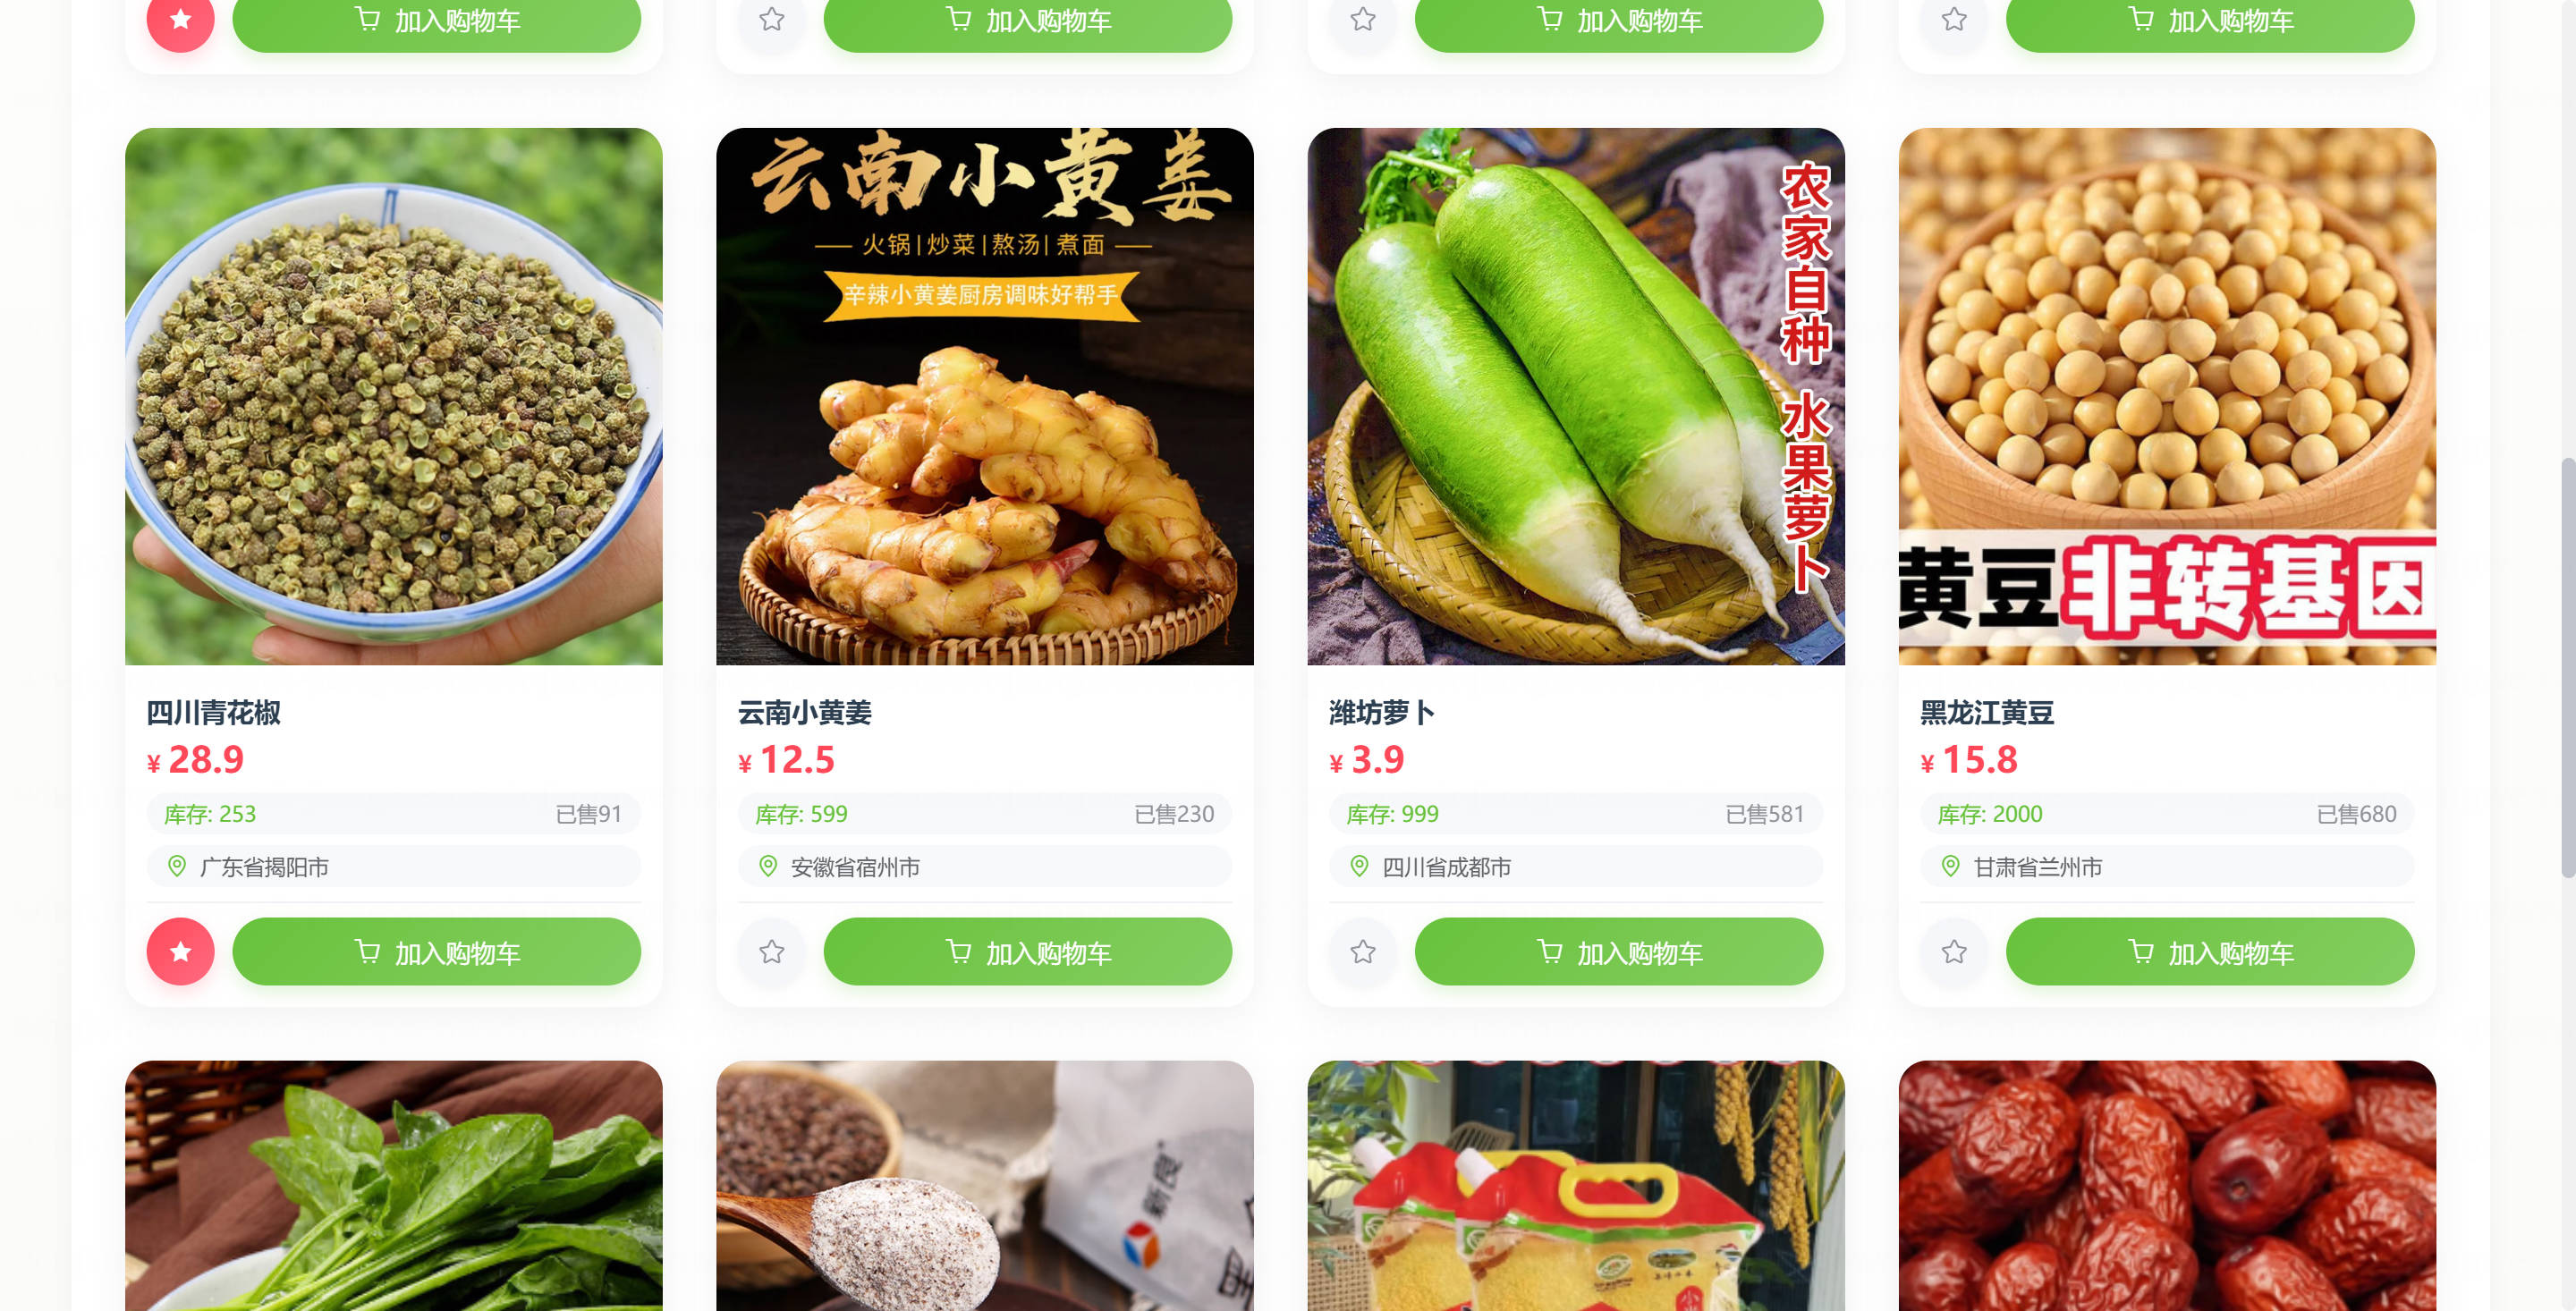 加入购物车
加入购物车
加入购物车
加入购物车
云南小黄姜
火锅|炒菜|熬汤|煮面
辛辣小黄姜厨房调味好帮手
农家自种 水果萝卜
黄豆非转基因
四川青花椒
¥ 28.9
库存: 253
已售91
广东省揭阳市
加入购物车
云南小黄姜
¥ 12.5
库存: 599
已售230
安徽省宿州市
加入购物车
潍坊萝卜
¥ 3.9
库存: 999
已售581
四川省成都市
加入购物车
黑龙江黄豆
¥ 15.8
库存: 2000
已售680
甘肃省兰州市
加入购物车
新良